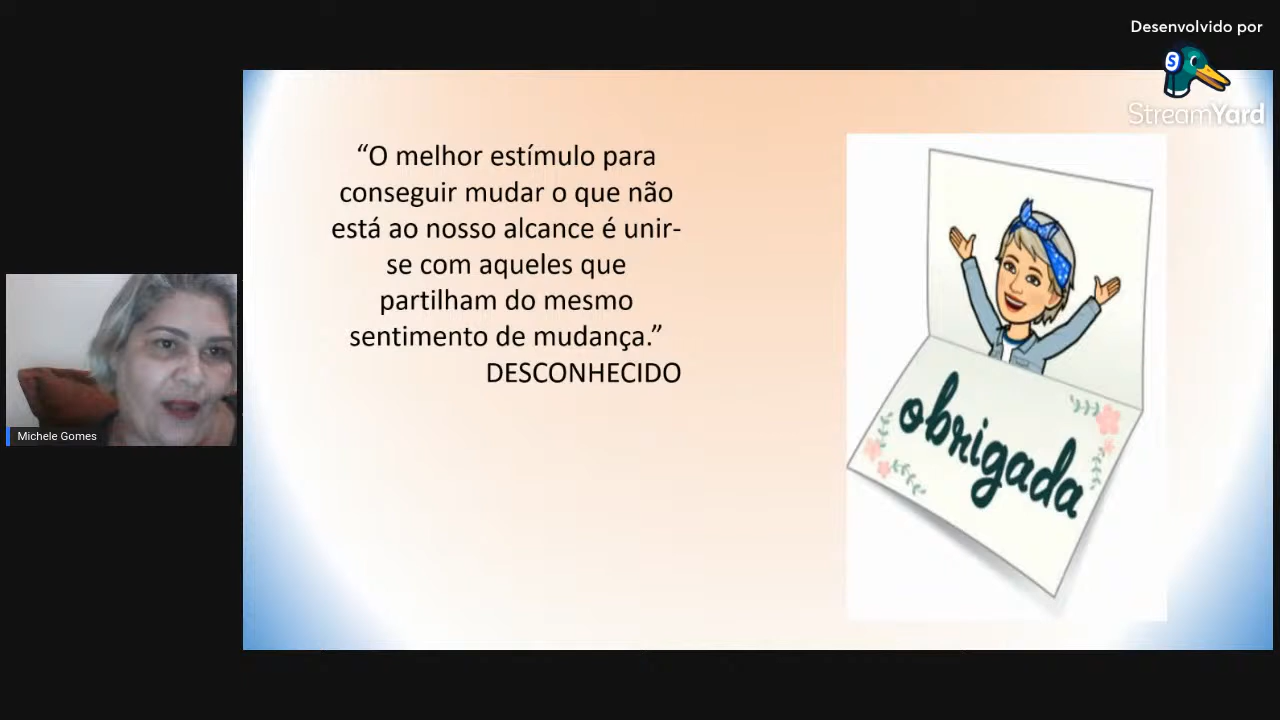 Desenvolvido por
StreamYard
“O melhor estímulo para
conseguir mudar o que não
está ao nosso alcance é unir-
se com aqueles que
partilham do mesmo
sentimento de mudança.”
DESCONHECIDO
obrigada
Michele Gomes